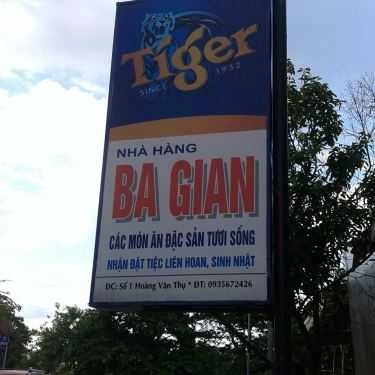 Tiger
SINCE 1932
NHÀ HÀNG
BA GIAN
CÁC MÓN ĂN ĐẶC SẢN TƯƠI SỐNG
NHẬN ĐẶT TIỆC LIÊN HOAN, SINH NHẬT
ĐC: Số 1 Hoàng Văn Thụ * ĐT: 0935672426